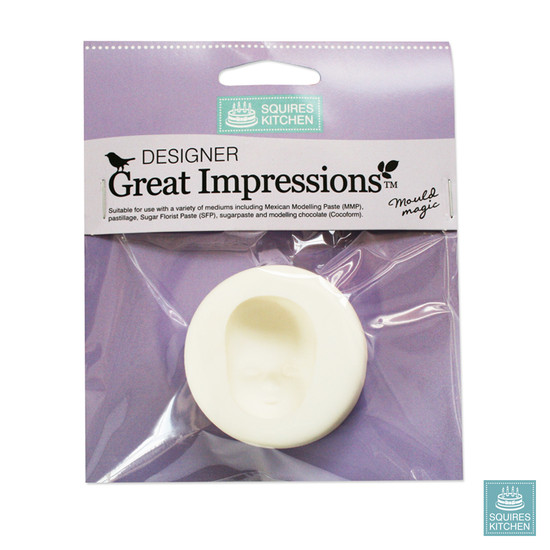 SQUIRES
KITCHEN
DESIGNER
Great Impressions™
Suitable for use with a variety of mediums including Mexican Modelling Paste (MMP),
pastillage, Sugar Florist Paste (SFP), sugarpaste and modelling chocolate (Cocoform).
Mould
magic
SQUIRES
KITCHEN